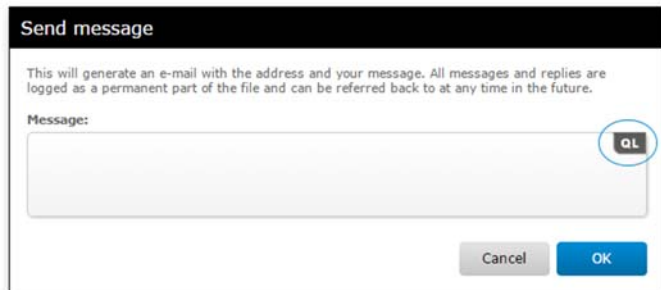 Send message
This will generate an e-mail with the address and your message. All messages and replies are
logged as a permanent part of the file and can be referred back to at any time in the future.
Message:
QL
Cancel OK